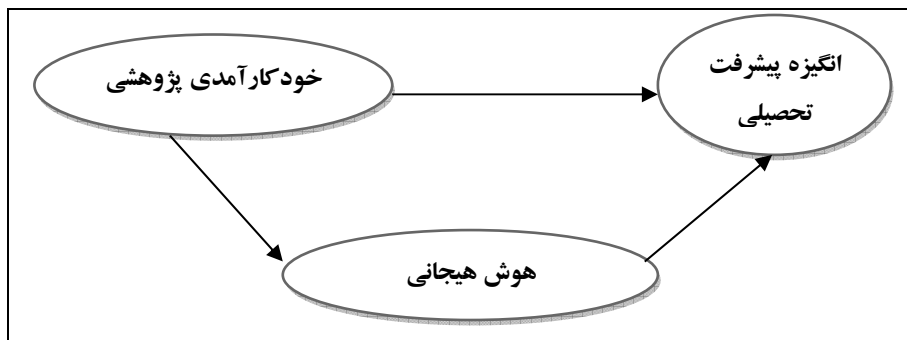 خودکارآمدی پژوهشی
انگیزه پیشرفت
تحصیلی
هوش هیجانی